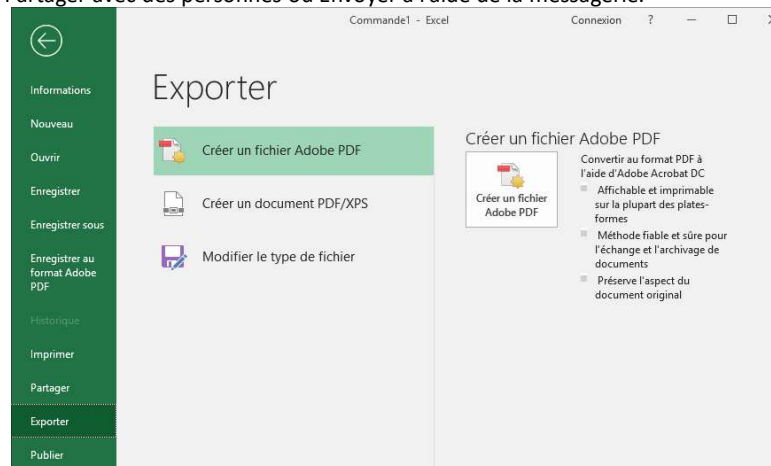 Partager avec des personnes ou Envoyer à l'aide de la messagerie.
Commande1 - Excel
Connexion
?
Informations
Nouveau
Ouvrir
Enregistrer
Enregistrer sous
Enregistrer au
format Adobe
PDF
Historique
Imprimer
Partager
Exporter
Publier
Exporter
Créer un fichier Adobe PDF
Créer un document PDF/XPS
Modifier le type de fichier
Créer un fichier Adobe PDF
Créer un fichier
Adobe PDF
Convertir au format PDF à
l'aide d'Adobe Acrobat DC
Affichable et imprimable
sur la plupart des plates-
formes
Méthode fiable et sûre pour
l'échange et l'archivage de
documents
Préserve l'aspect du
document original